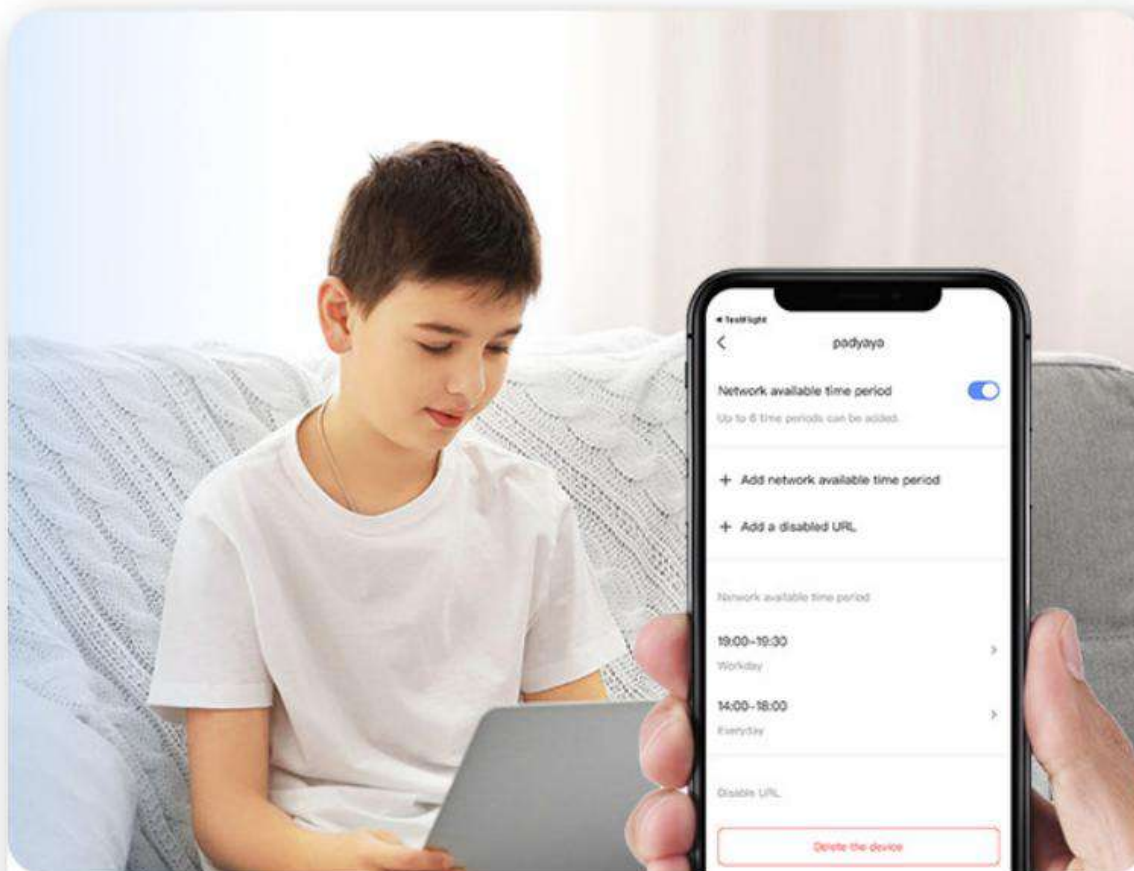 ◀ TestFlight
padyaya
Network available time period
Up to 6 time periods can be added.
+ Add network available time period
+ Add a disabled URL
Network available time period
19:00-19:30
Workday
14:00-18:00
Everyday
Disable URL
Delete the device